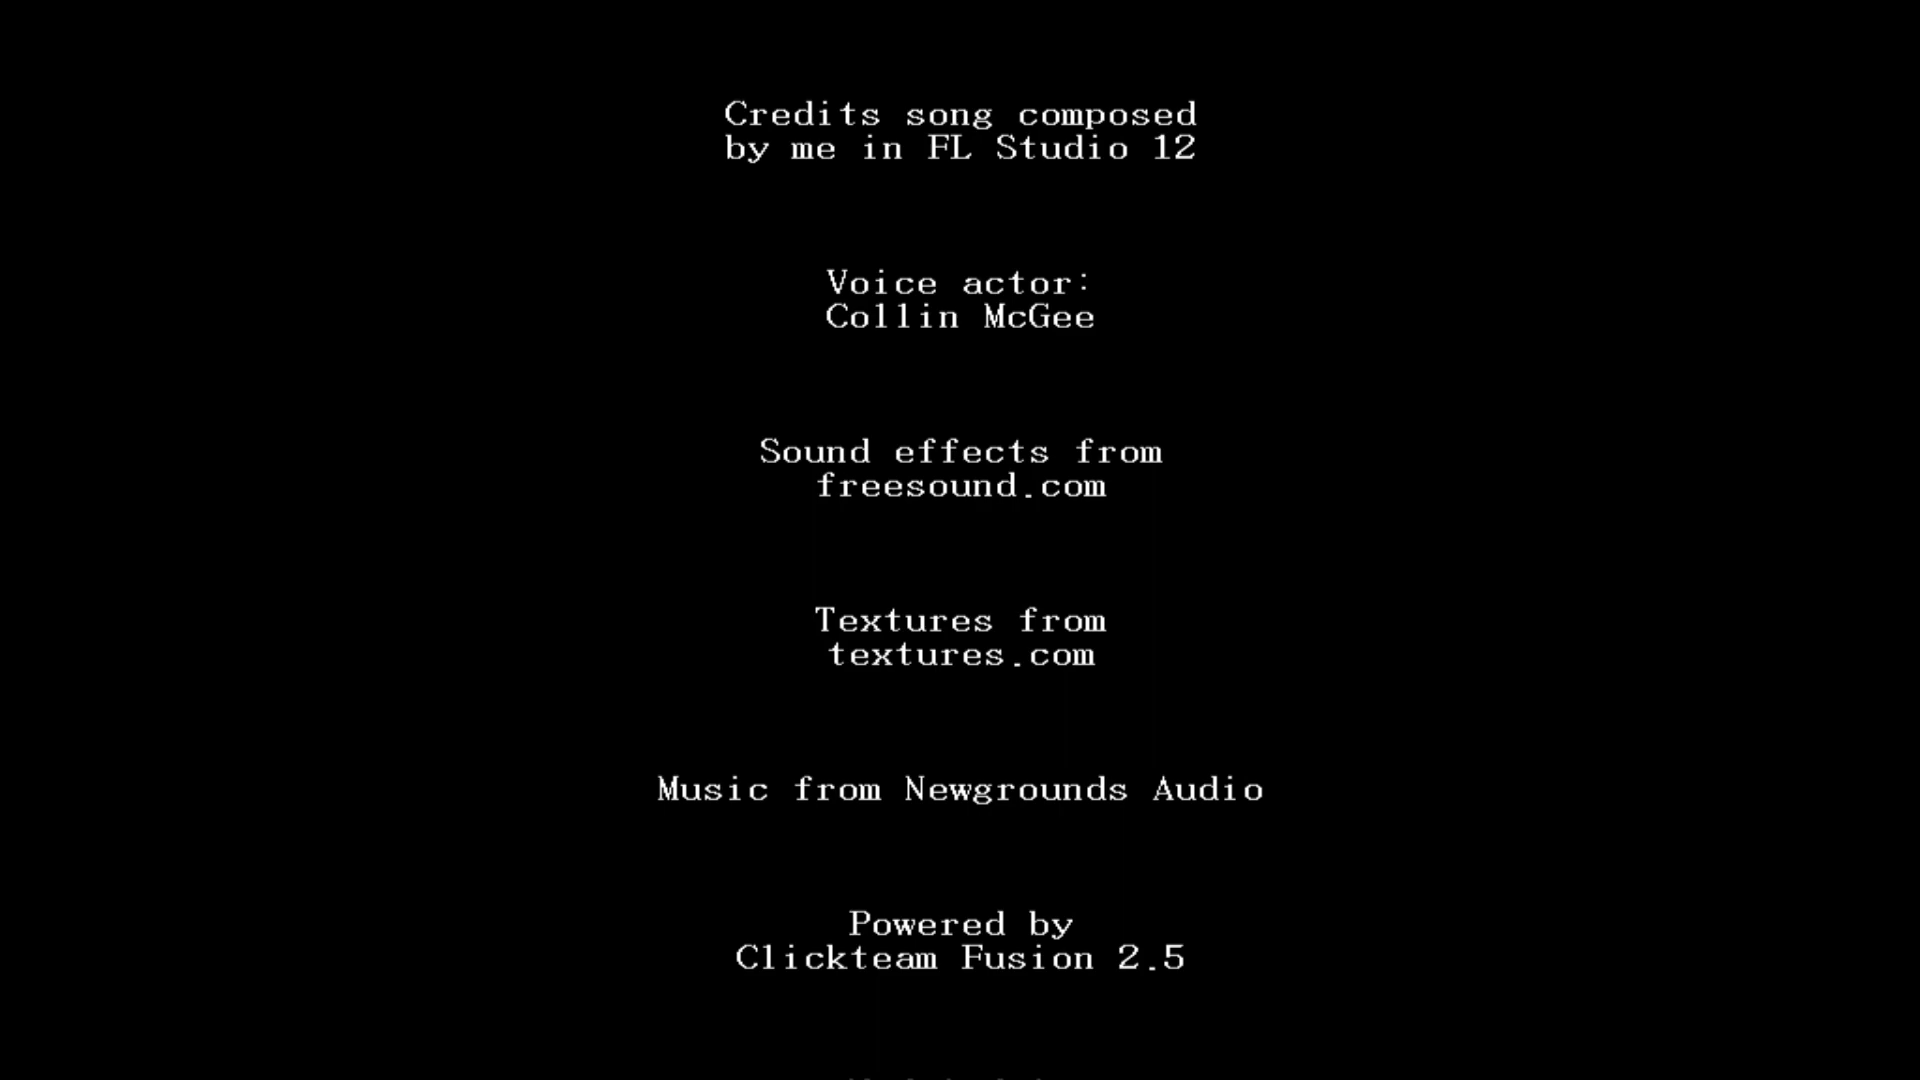 Credits song composed
by me in FL Studio 12
Voice actor:
Collin McGee
Sound effects from
freesound.com
Textures from
textures.com
Music from Newgrounds Audio
Powered by
Clickteam Fusion 2.5